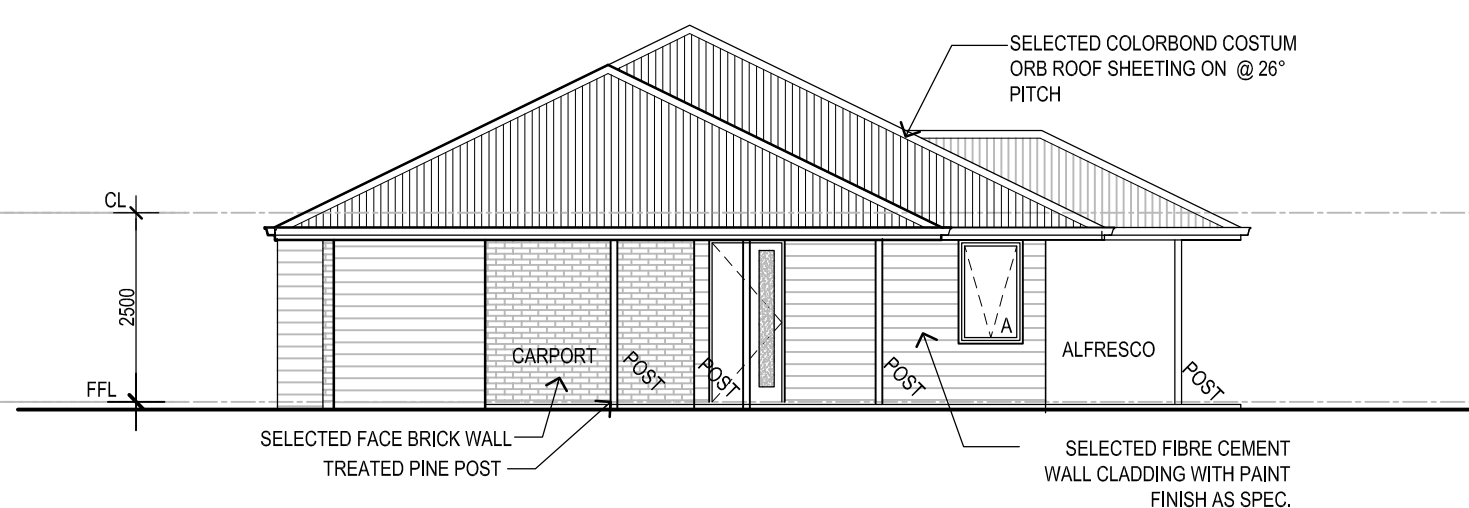 SELECTED COLORBOND COSTUM
ORB ROOF SHEETING ON @ 26°
PITCH
CL
2500
A
CARPORT
POST
POST
POST
ALFRESCO
POST
FFL
SELECTED FACE BRICK WALL
TREATED PINE POST
SELECTED FIBRE CEMENT
WALL CLADDING WITH PAINT
FINISH AS SPEC.